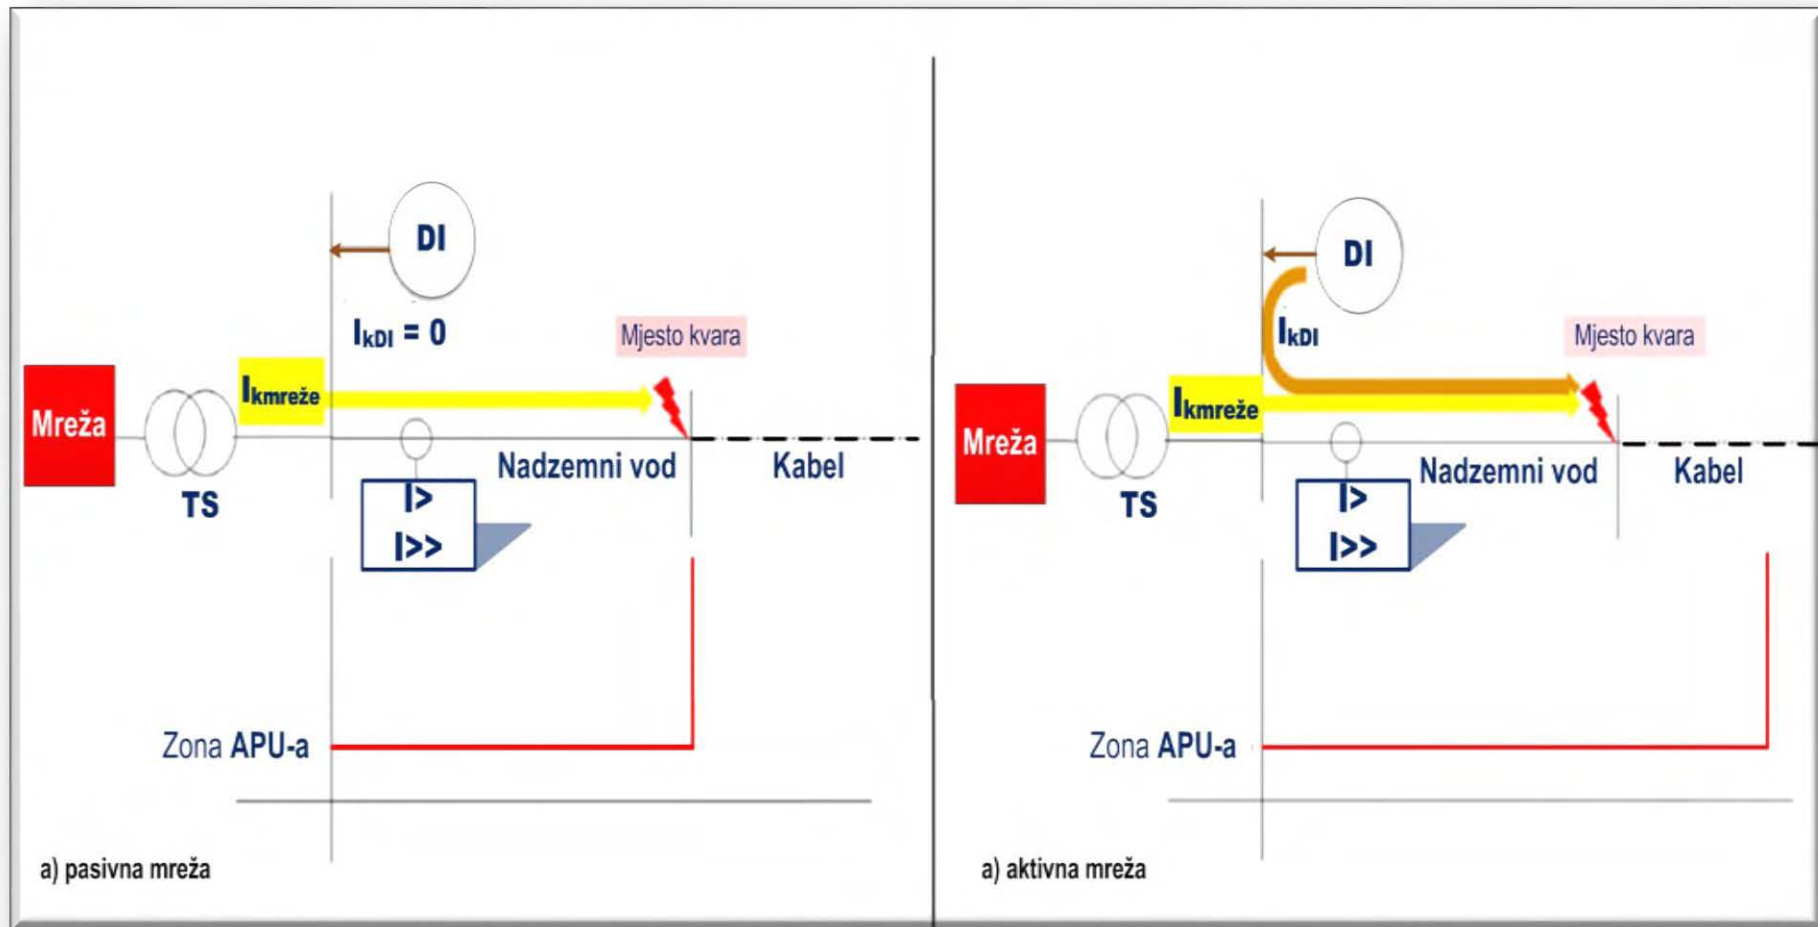 DI
IkDI = 0
Mjesto kvara
Ikmreže
Mreža
TS
Nadzemni vod
Kabel
I>
I>>
Zona APU-a
a) pasivna mreža
DI
IkDI
Mjesto kvara
Ikmreže
Mreža
TS
Nadzemni vod
Kabel
I>
I>>
Zona APU-a
a) aktivna mreža